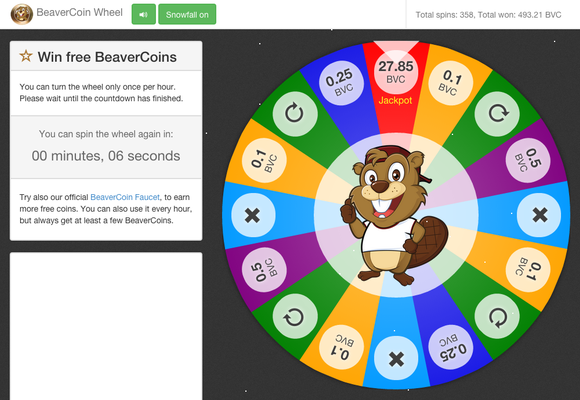 BeaverCoin Wheel
Snowfall on
Total spins: 358, Total won: 493.21 BVC
Win free BeaverCoins
You can turn the wheel only once per hour.
Please wait until the countdown has finished.
You can spin the wheel again in:
00 minutes, 06 seconds
Try also our official BeaverCoin Faucet, to earn
more free coins. You can also use it every hour,
but always get at least a few BeaverCoins.
27.85
BVC
Jackpot
0.1
BVC
0.5
BVC
0.1
BVC
0.25
BVC
0.1
BVC
0.5
BVC
0.1
BVC
0.25
BVC